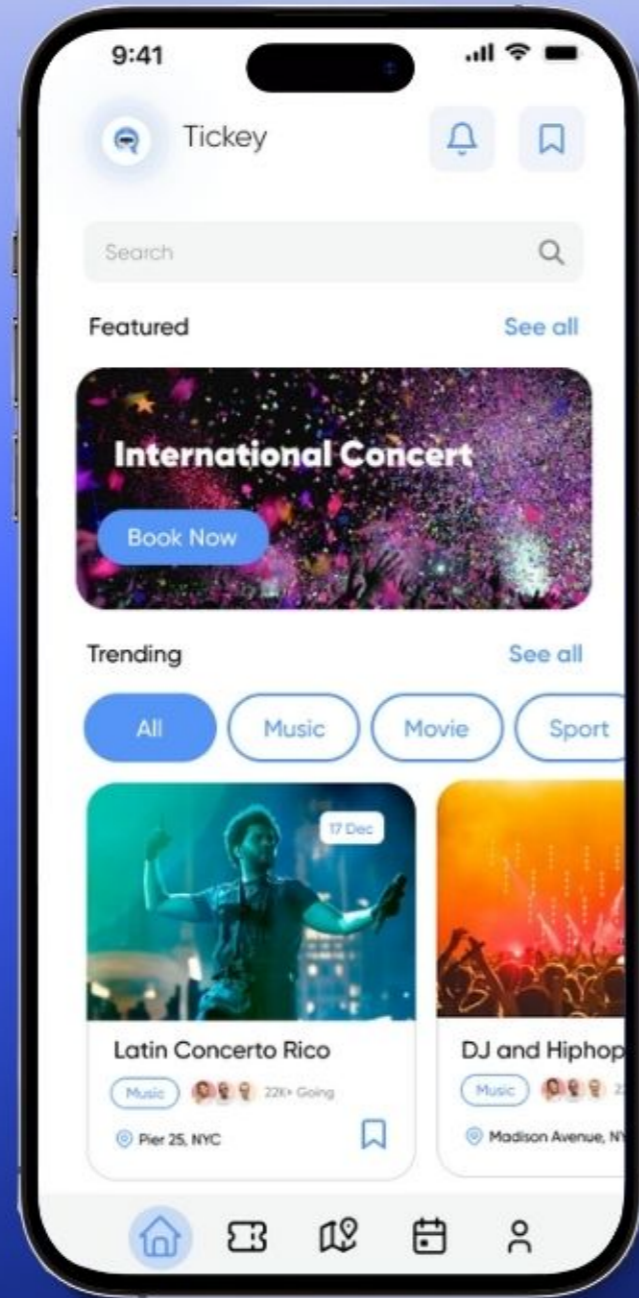 9:41
Tickey
Search
Featured See all
International Concert
Book Now
Trending See all
All Music Movie Sport
17 Dec
Latin Concerto Rico
Music 22K+ Going
Pier 25, NYC
DJ and Hiphop
Music
Madison Avenue,